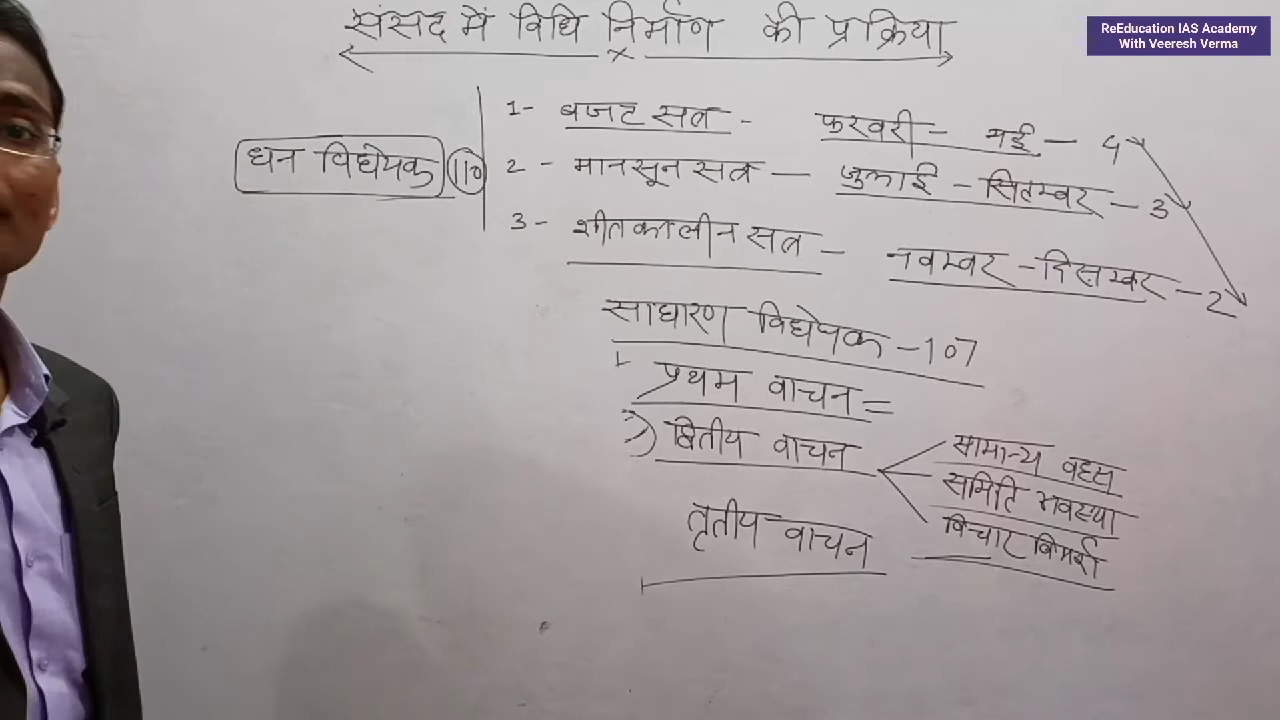 संसद में विधि निर्माण की प्रक्रिया
x
ReEducation IAS Academy
With Veeresh Verma
1- बजट सत्र - फरवरी - मई - 4
धन विधेयक 110
2 - मानसून सत्र - जुलाई - सितम्बर - 3
3 - शीतकालीन सत्र - नवम्बर - दिसम्बर - 2
साधारण विधेयक - 107
1 प्रथम वाचन =
2) द्वितीय वाचन
सामान्य बहस
समिति अवस्था
विचार विमर्श
तृतीय वाचन